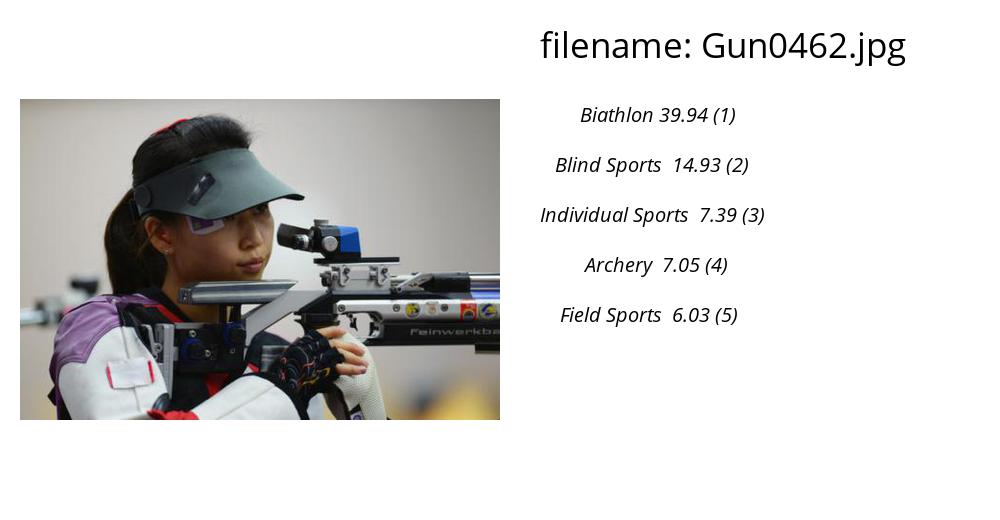 filename: Gun0462.jpg
Biathlon 39.94 (1)
Blind Sports 14.93 (2)
Individual Sports 7.39 (3)
Archery 7.05 (4)
Field Sports 6.03 (5)
Feinwerkba